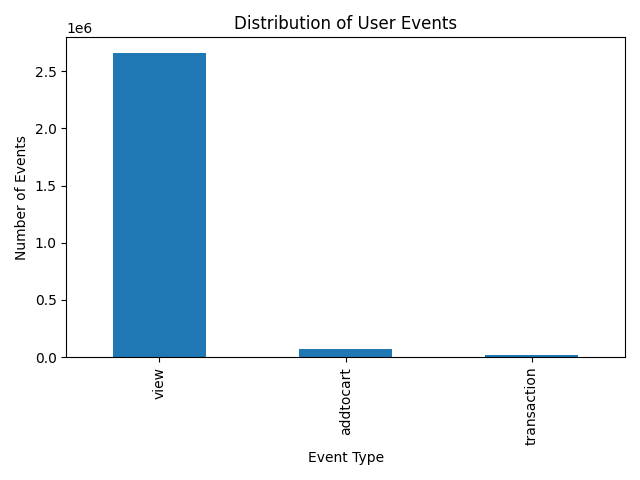 Distribution of User Events
1e6
2.5
2.0
1.5
1.0
0.5
0.0
Number of Events
view
addtocart
transaction
Event Type